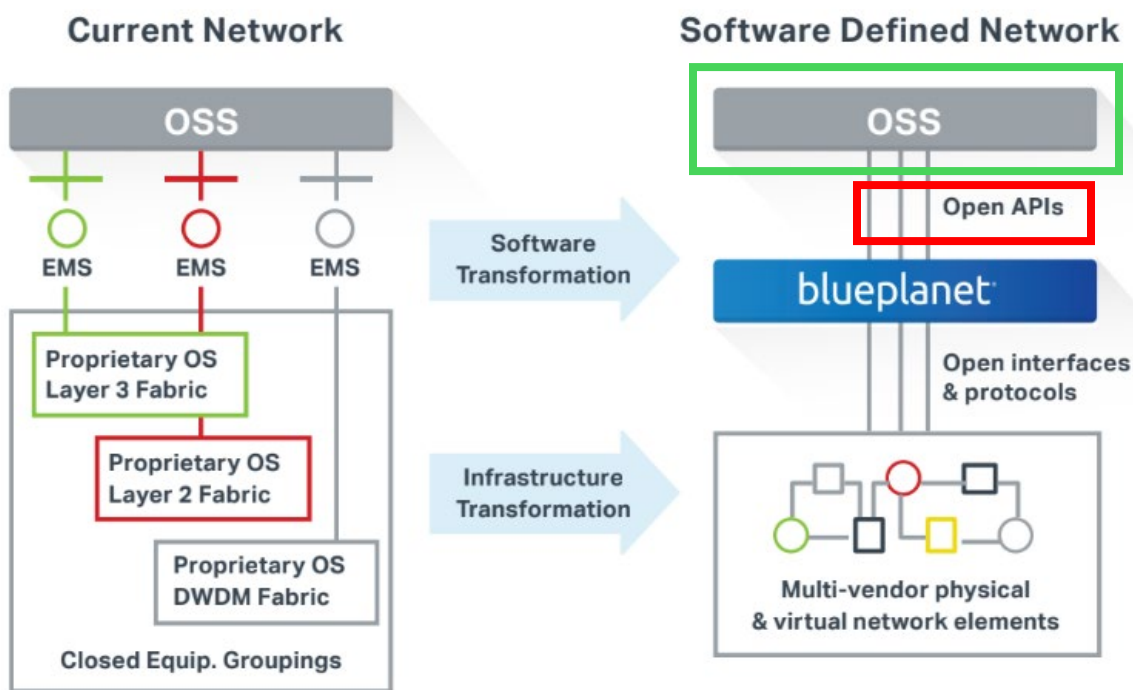 Current Network
OSS
EMS
EMS
EMS
Proprietary OS
Layer 3 Fabric
Proprietary OS
Layer 2 Fabric
Proprietary OS
DWDM Fabric
Closed Equip. Groupings
Software
Transformation
Infrastructure
Transformation
Software Defined Network
OSS
Open APIs
blueplanet
Open interfaces
& protocols
Multi-vendor physical
& virtual network elements